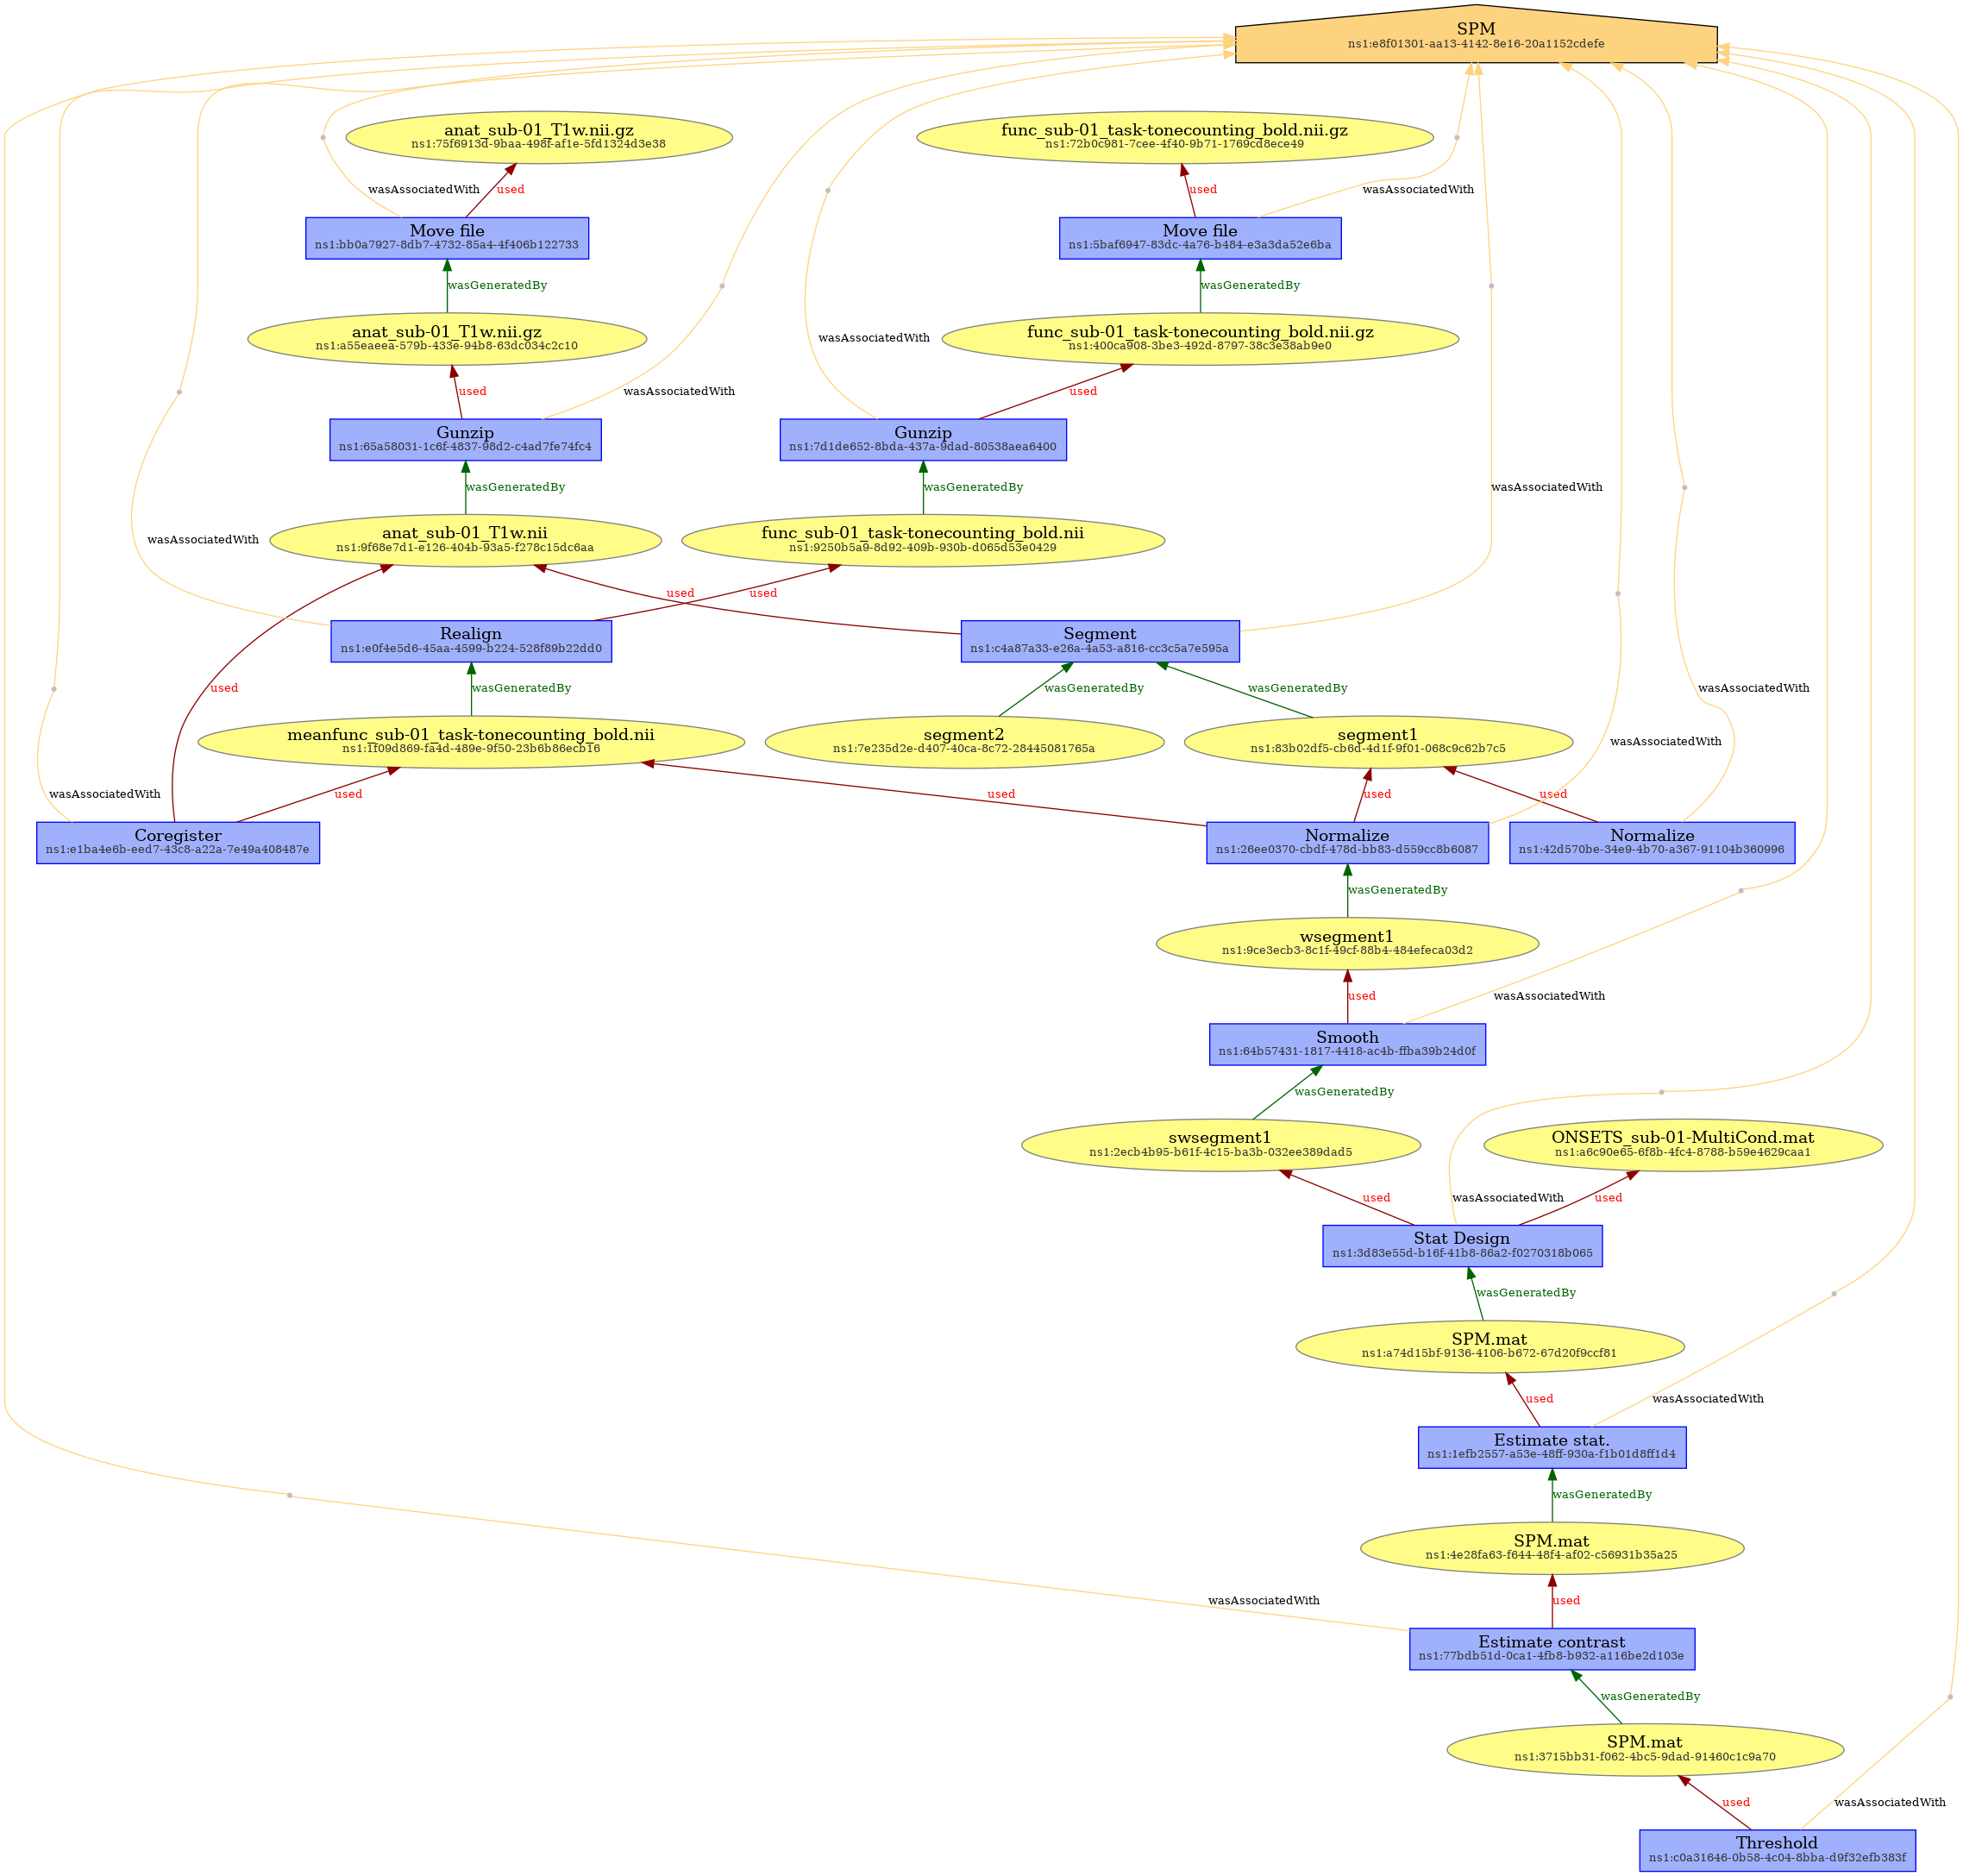 SPM
ns1:e8f01301-aa13-4142-8e16-20a1152cdefe
anat_sub-01_T1w.nii.gz
ns1:75f6913d-9baa-498f-af1e-5fd1324d3e38
func_sub-01_task-tonecounting_bold.nii.gz
ns1:72b0c981-7cee-4f40-9b71-1769cd8ece49
wasAssociatedWith
used
used
wasAssociatedWith
Move file
ns1:bb0a7927-8db7-4732-85a4-4f406b122733
Move file
ns1:5baf6947-83dc-4a76-b484-e3a3da52e6ba
wasGeneratedBy
wasGeneratedBy
anat_sub-01_T1w.nii.gz
ns1:a55eaeea-579b-433e-94b8-63dc034c2c10
wasAssociatedWith
func_sub-01_task-tonecounting_bold.nii.gz
ns1:400ca908-3be3-492d-8797-38c3e38ab9e0
used
wasAssociatedWith
used
Gunzip
ns1:65a58031-1c6f-4837-98d2-c4ad7fe74fc4
Gunzip
ns1:7d1de652-8bda-437a-9dad-80538aea6400
wasGeneratedBy
wasGeneratedBy
wasAssociatedWith
wasAssociatedWith
anat_sub-01_T1w.nii
ns1:9f68e7d1-e126-404b-93a5-f278c15dc6aa
func_sub-01_task-tonecounting_bold.nii
ns1:9250b5a9-8d92-409b-930b-d065d53e0429
used
used
Realign
ns1:e0f4e5d6-45aa-4599-b224-528f89b22dd0
Segment
ns1:c4a87a33-e26a-4a53-a816-cc3c5a7e595a
used
wasGeneratedBy
wasGeneratedBy
wasGeneratedBy
wasAssociatedWith
meanfunc_sub-01_task-tonecounting_bold.nii
ns1:1f09d869-fa4d-489e-9f50-23b6b86ecb16
segment2
ns1:7e235d2e-d407-40ca-8c72-28445081765a
segment1
ns1:83b02df5-cb6d-4d1f-9f01-068c9c62b7c5
wasAssociatedWith
wasAssociatedWith
used
used
used
used
Coregister
ns1:e1ba4e6b-eed7-43c8-a22a-7e49a408487e
Normalize
ns1:26ee0370-cbdf-478d-bb83-d559cc8b6087
Normalize
ns1:42d570be-34e9-4b70-a367-91104b360996
wasGeneratedBy
wsegment1
ns1:9ce3ecb3-8c1f-49cf-88b4-484efeca03d2
used
wasAssociatedWith
Smooth
ns1:64b57431-1817-4418-ac4b-ffba39b24d0f
wasGeneratedBy
swsegment1
ns1:2ecb4b95-b61f-4c15-ba3b-032ee389dad5
ONSETS_sub-01-MultiCond.mat
ns1:a6c90e65-6f8b-4fc4-8788-b59e4629caa1
used
wasAssociatedWith
used
Stat Design
ns1:3d83e55d-b16f-41b8-86a2-f0270318b065
wasGeneratedBy
SPM.mat
ns1:a74d15bf-9136-4106-b672-67d20f9ccf81
used
wasAssociatedWith
Estimate stat.
ns1:1efb2557-a53e-48ff-930a-f1b01d8ff1d4
wasGeneratedBy
SPM.mat
ns1:4e28fa63-f644-48f4-af02-c56931b35a25
wasAssociatedWith
used
Estimate contrast
ns1:77bdb51d-0ca1-4fb8-b932-a116be2d103e
wasGeneratedBy
SPM.mat
ns1:3715bb31-f062-4bc5-9dad-91460c1c9a70
used
wasAssociatedWith
Threshold
ns1:c0a31646-0b58-4c04-8bba-d9f32efb383f